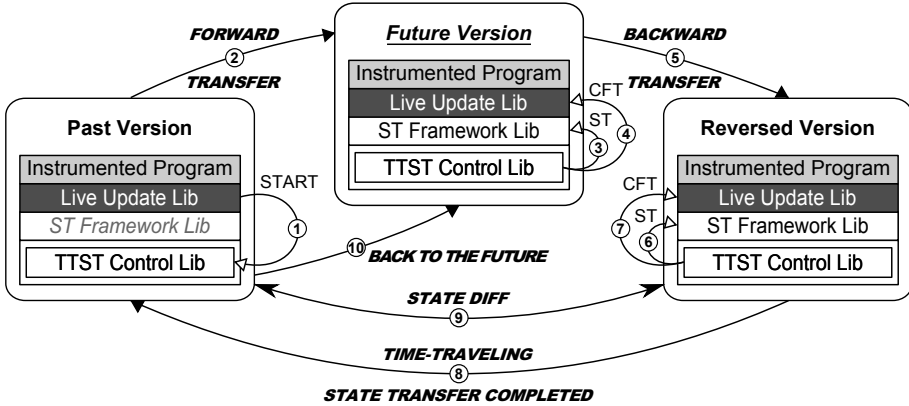 FORWARD
2
TRANSFER
Future Version
Instrumented Program
Live Update Lib
ST Framework Lib
TTST Control Lib
CFT
ST
3
4
BACKWARD
5
TRANSFER
Past Version
Instrumented Program
Live Update Lib
ST Framework Lib
TTST Control Lib
START
1
Reversed Version
Instrumented Program
Live Update Lib
ST Framework Lib
TTST Control Lib
CFT
ST
7
6
10
BACK TO THE FUTURE
STATE DIFF
9
TIME-TRAVELING
8
STATE TRANSFER COMPLETED